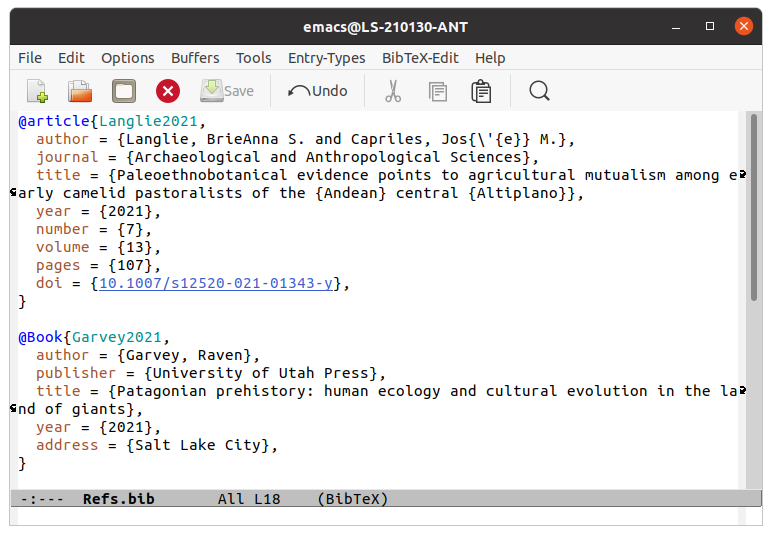 emacs@LS-210130-ANT
File Edit Options Buffers Tools Entry-Types BibTeX-Edit Help
Save Undo
@article{Langlie2021,
  author = {Langlie, BrieAnna S. and Capriles, Jos{\'{e}} M.},
  journal = {Archaeological and Anthropological Sciences},
  title = {Paleoethnobotanical evidence points to agricultural mutualism among e
arly camelid pastoralists of the {Andean} central {Altiplano}},
  year = {2021},
  number = {7},
  volume = {13},
  pages = {107},
  doi = {10.1007/s12520-021-01343-y},
}
@Book{Garvey2021,
  author = {Garvey, Raven},
  publisher = {University of Utah Press},
  title = {Patagonian prehistory: human ecology and cultural evolution in the la
nd of giants},
  year = {2021},
  address = {Salt Lake City},
}
-:--- Refs.bib All L18 (BibTeX)